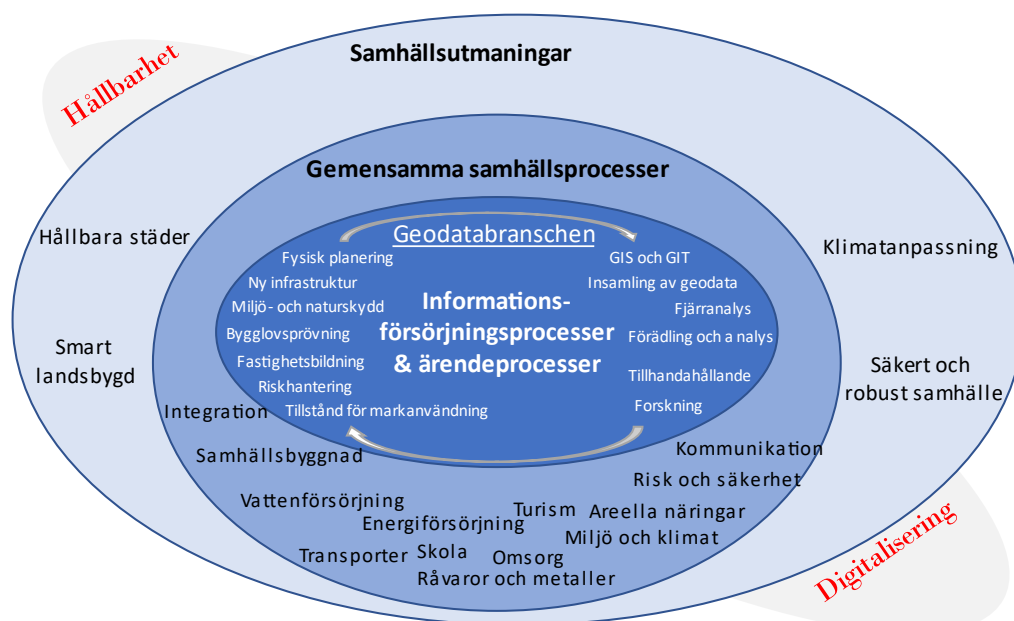 Samhällsutmaningar
Hållbarhet
Gemensamma samhällsprocesser
Hållbara städer
Klimatanpassning
Smart
landsbygd
Säkert och
robust samhälle
Geodatabranschen
Fysisk planering
Ny infrastruktur
Miljö- och naturskydd
Bygglovsprövning
Fastighetsbildning
Riskhantering
Tillstånd för markanvändning
Informations-
försörjningsprocesser
& ärendeprocesser
GIS och GIT
Insamling av geodata
Fjärranalys
Förädling och a nalys
Tillhandahållande
Forskning
Integration
Samhällsbyggnad
Vattenförsörjning
Energiförsörjning
Transporter
Skola
Råvaror och metaller
Omsorg
Turism
Areella näringar
Miljö och klimat
Risk och säkerhet
Kommunikation
Digitalisering